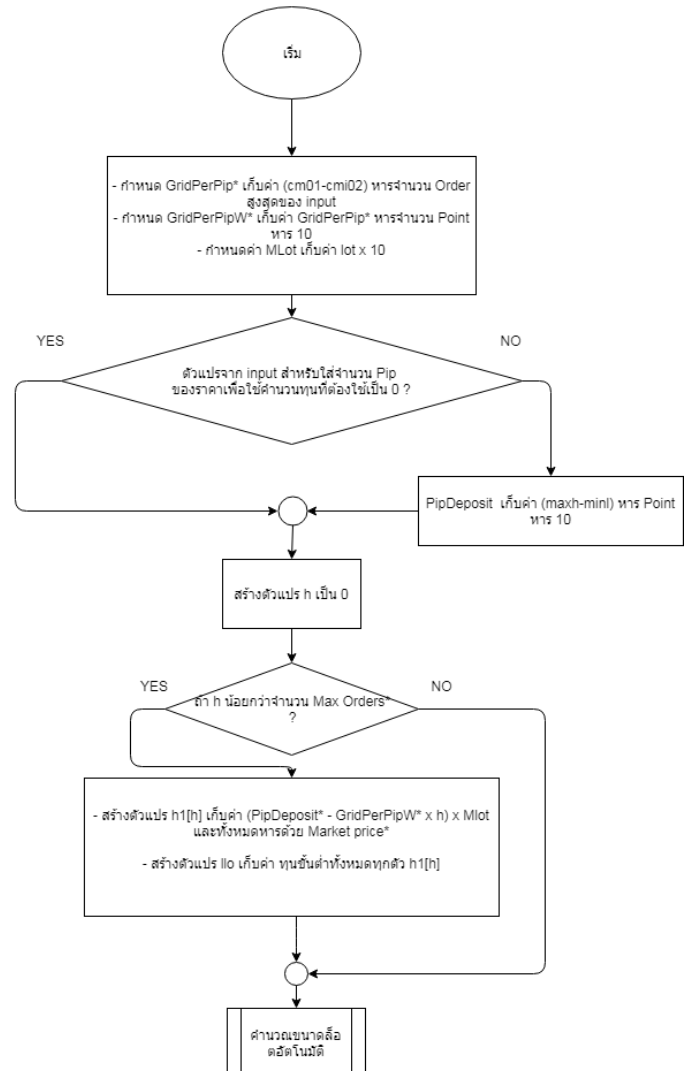 เริ่ม
- กำหนด GridPerPip* เก็บค่า (cm01-cmi02) หารจำนวน Order
สูงสุดของ input
- กำหนด GridPerPipW* เก็บค่า GridPerPip* หารจำนวน Point
หาร 10
- กำหนดค่า MLot เก็บค่า lot x 10
YES
NO
ตัวแปรจาก input สำหรับใส่จำนวน Pip
ของราคาเพื่อใช้คำนวนทุนที่ต้องใช้เป็น 0 ?
PipDeposit เก็บค่า (maxh-minl) หาร Point
หาร 10
สร้างตัวแปร h เป็น 0
YES
NO
ถ้า h น้อยกว่าจำนวน Max Orders*
?
- สร้างตัวแปร h1[h] เก็บค่า (PipDeposit* - GridPerPipW* x h) x Mlot
และทั้งหมดหารด้วย Market price*
- สร้างตัวแปร llo เก็บค่า ทุนขั้นต่ำทั้งหมดทุกตัว h1[h]
คำนวณขนาดล็อ
ตอัตโนมัติ